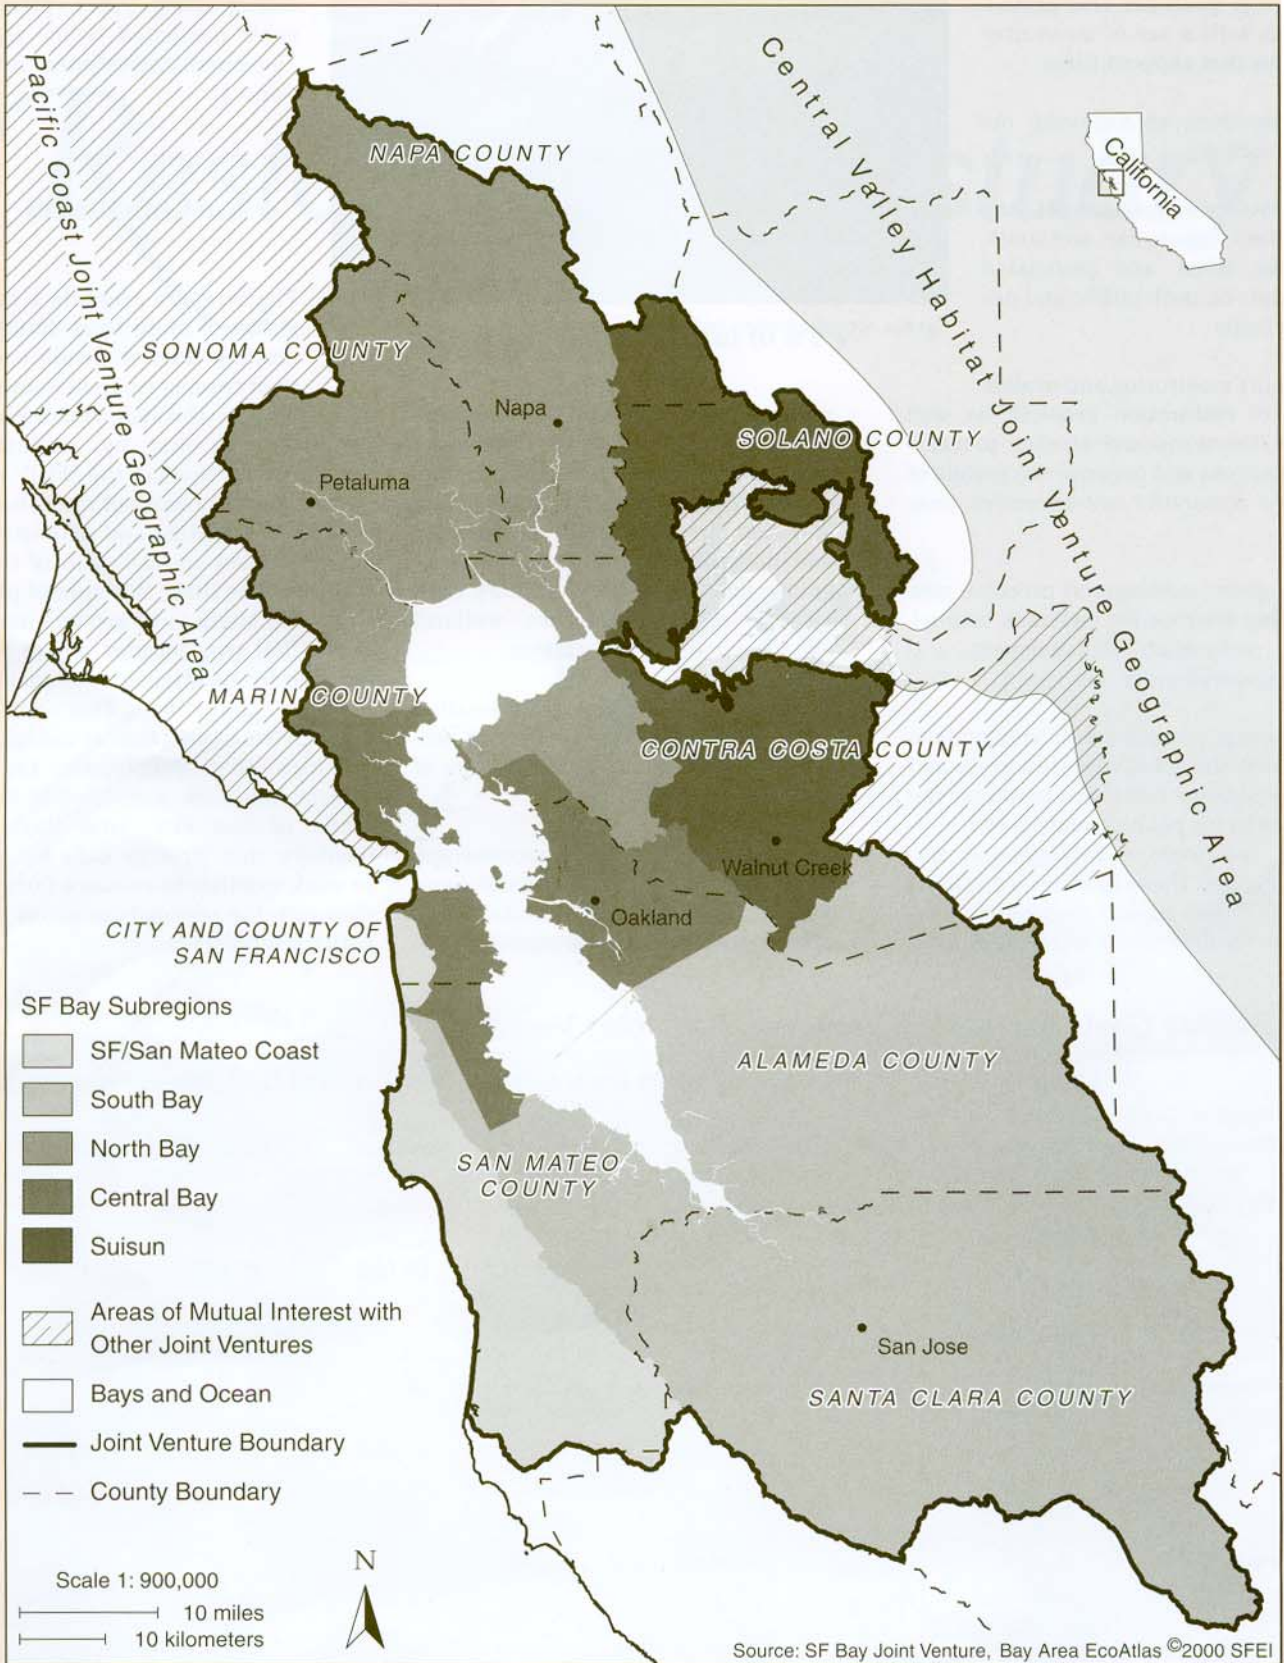 Pacific Coast Joint Venture Geographic Area
Central Valley Habitat Joint Venture Geographic Area
California
NAPA COUNTY
SONOMA COUNTY
Napa
SOLANO COUNTY
Petaluma
MARIN COUNTY
CONTRA COSTA COUNTY
Walnut Creek
Oakland
CITY AND COUNTY OF
SAN FRANCISCO
ALAMEDA COUNTY
SAN MATEO
COUNTY
San Jose
SANTA CLARA COUNTY
SF Bay Subregions
SF/San Mateo Coast
South Bay
North Bay
Central Bay
Suisun
Areas of Mutual Interest with
Other Joint Ventures
Bays and Ocean
Joint Venture Boundary
County Boundary
Scale 1: 900,000
10 miles
10 kilometers
N
Source: SF Bay Joint Venture, Bay Area EcoAtlas ©2000 SFEI